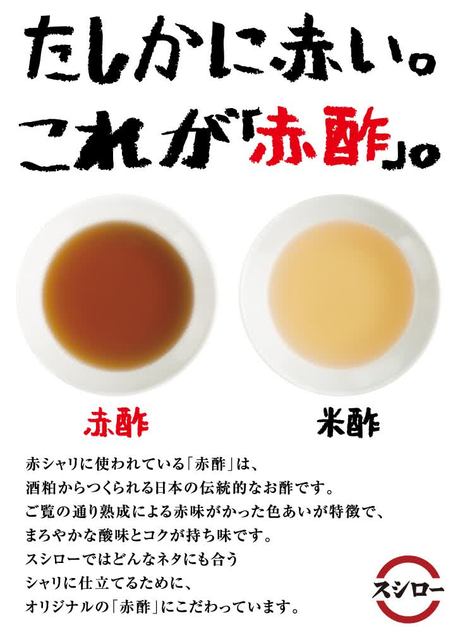 たしかに赤い。
これが「赤酢」。
赤酢
米酢
赤シャリに使われている「赤酢」は、
酒粕からつくられる日本の伝統的なお酢です。
ご覧の通り熟成による赤味がかった色あいが特徴で、
まろやかな酸味とコクが持ち味です。
スシローではどんなネタにも合う
シャリに仕立てるために、
オリジナルの「赤酢」にこだわっています。
スシロー